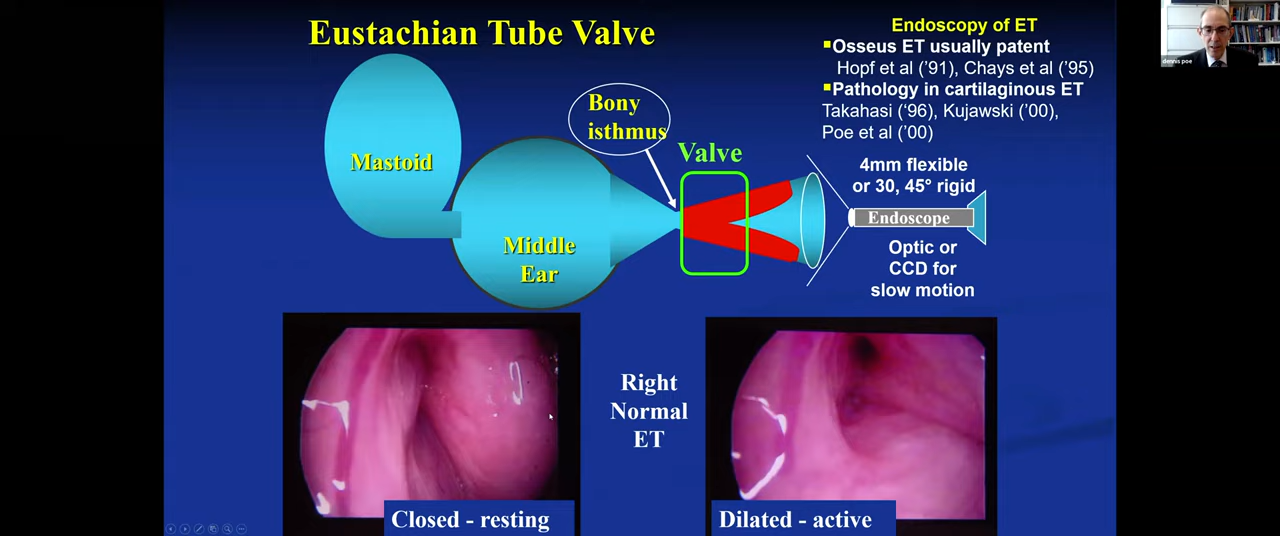 Eustachian Tube Valve
Endoscopy of ET
Osseus ET usually patent
Hopf et al ('91), Chays et al ('95)
Pathology in cartilaginous ET
Takahasi ('96), Kujawski ('00),
Poe et al ('00)
dennis poe
Bony
isthmus
Valve
Mastoid
Middle
Ear
4mm flexible
or 30, 45° rigid
Endoscope
Optic or
CCD for
slow motion
Right
Normal
ET
Closed - resting
Dilated - active